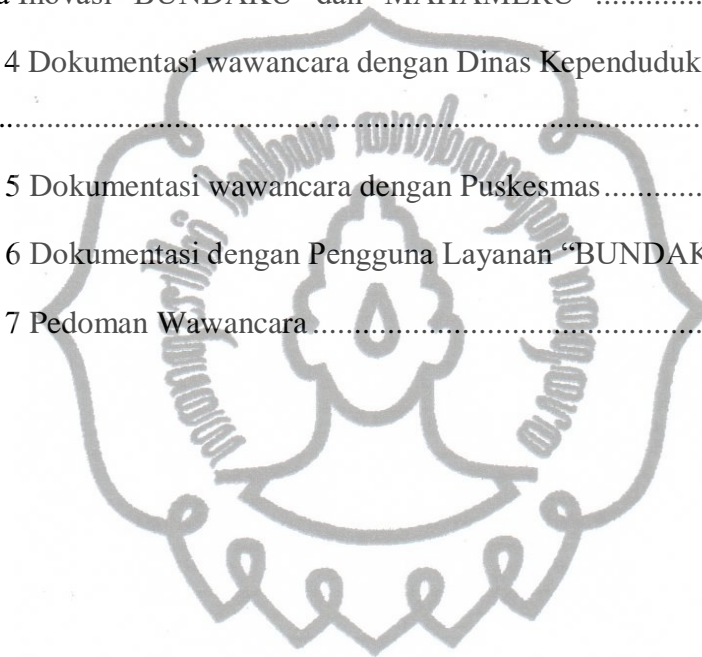 a Inovasi "BUNDAKU" dan "MAHAMERU" ................
4 Dokumentasi wawancara dengan Dinas Kependuduk
................................................................................
5 Dokumentasi wawancara dengan Puskesmas ............
6 Dokumentasi dengan Pengguna Layanan “BUNDAK
7 Pedoman Wawancara ................................................